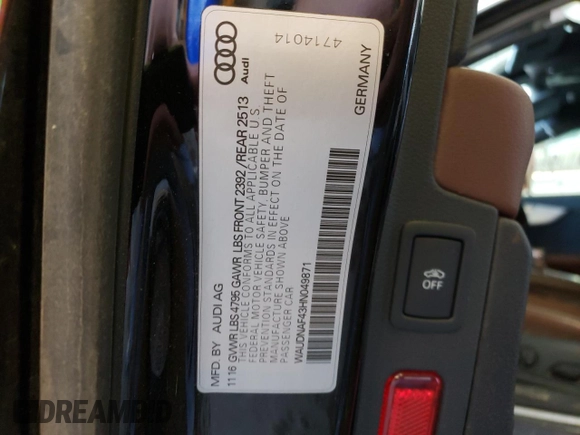 4714014
Audi
GERMANY
MFD. BY AUDI AG
11 16 GVWR LBS 4795 GAWR LBS FRONT 2392 / REAR 2513
THIS VEHICLE CONFORMS TO ALL APPLICABLE U S
FEDERAL MOTOR VEHICLE SAFETY, BUMPER AND THEFT
PREVENTION STANDARDS IN EFFECT ON THE DATE OF
MANUFACTURE SHOWN ABOVE
PASSENGER CAR
WAUDNAF43HN049871
OFF